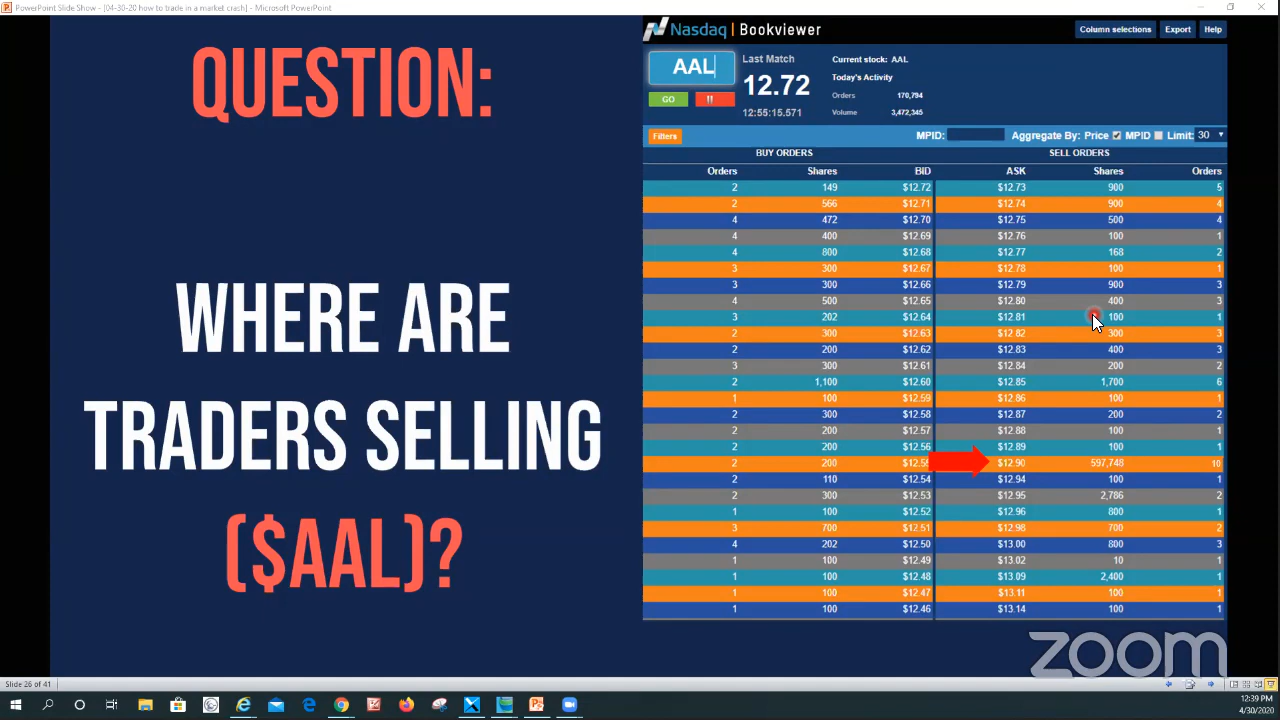 PowerPoint Slide Show - [04-30-20 how to trade in a market crash] - Microsoft PowerPoint
QUESTION:
WHERE ARE
TRADERS SELLING
($AAL)?
Nasdaq | Bookviewer
Column selections Export Help
AAL
GO
Last Match
12.72
12:55:15.571
Current stock: AAL
Today's Activity
Orders 170,794
Volume 3,472,345
Filters
MPID: Aggregate By: Price MPID Limit: 30
BUY ORDERS SELL ORDERS
Orders Shares BID ASK Shares Orders
2 149 $12.72 $12.73 900 5
2 566 $12.71 $12.74 900 4
4 472 $12.70 $12.75 500 4
4 400 $12.69 $12.76 100 1
4 800 $12.68 $12.77 168 2
3 300 $12.67 $12.78 100 1
3 300 $12.66 $12.79 900 3
4 500 $12.65 $12.80 400 3
3 202 $12.64 $12.81 100 1
2 300 $12.63 $12.82 300 3
2 200 $12.62 $12.83 400 3
3 300 $12.61 $12.84 200 2
2 1,100 $12.60 $12.85 1,700 6
1 100 $12.59 $12.86 100 1
2 300 $12.58 $12.87 200 2
2 200 $12.57 $12.88 100 1
2 200 $12.56 $12.89 100 1
2 200 $12.55 $12.90 597,748 10
2 110 $12.54 $12.94 100 1
2 300 $12.53 $12.95 2,786 2
1 100 $12.52 $12.96 800 1
3 700 $12.51 $12.98 700 2
4 202 $12.50 $13.00 800 3
1 100 $12.49 $13.02 10 1
1 100 $12.48 $13.09 2,400 1
1 100 $12.47 $13.11 100 1
1 100 $12.46 $13.14 100 1
zoom
Slide 26 of 41
12:39 PM
4/30/2020